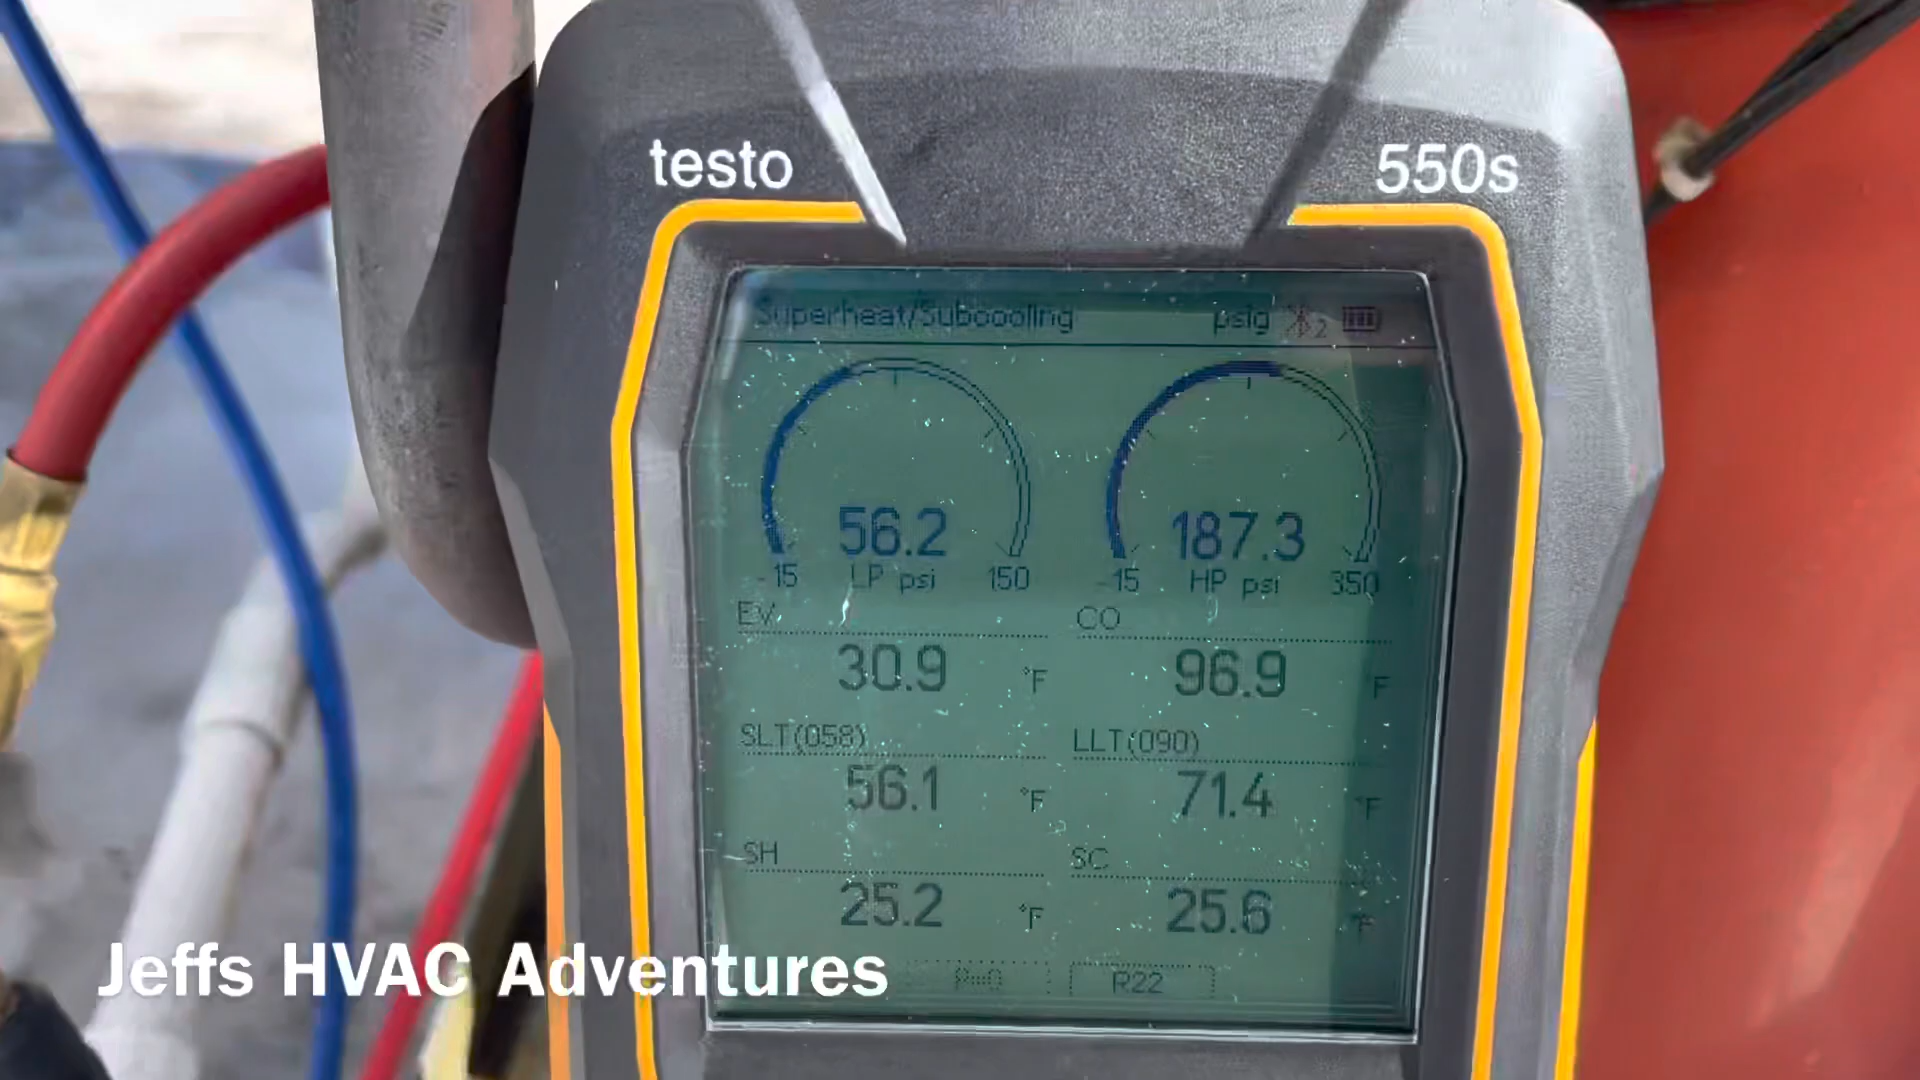 testo 550s
Superheat/Subcooling psig 2
56.2 187.3
-15 LP psi 150 -15 HP psi 350
EV CO
30.9 °F 96.9 °F
SLT(058) LLT(090)
56.1 °F 71.4 °F
SH SC
25.2 °F 25.6 °F
P=0 R22
Jeffs HVAC Adventures